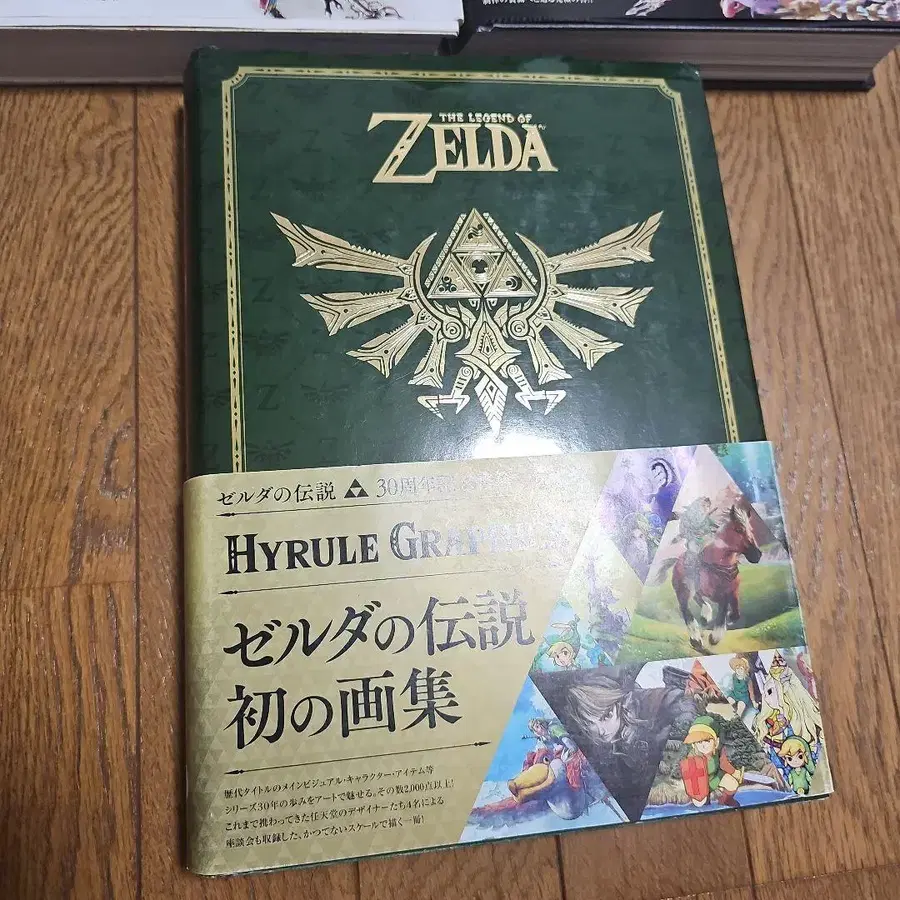 THE LEGEND OF
ZELDA
ゼルダの伝説 30周年記
HYRULE
ゼルダの伝説
初の画集
歴代タイトルのメインビジュアル・キャラクター・アイテム等
シリーズ30年の歩みをアートで魅せる。その数2,000点以上!
これまで携わってきた任天堂のデザイナーたち4名による
座談会も収録した、かつてないスケールで描く一冊!